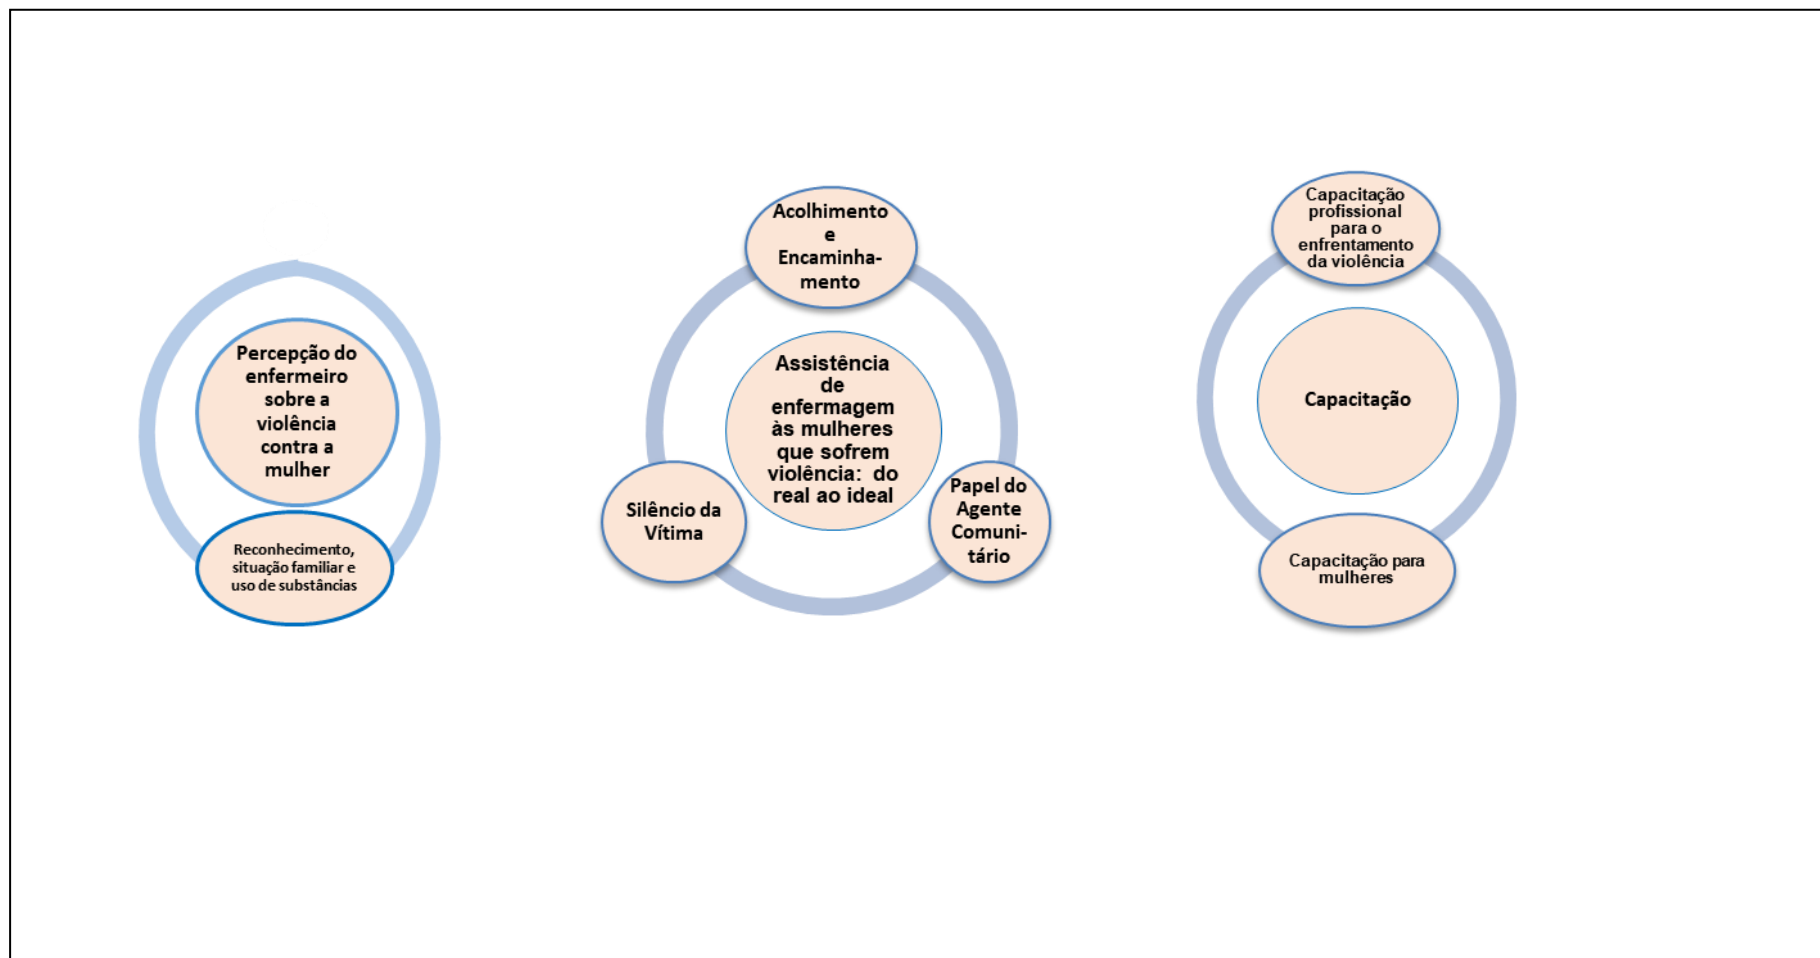 Percepção do
enfermeiro
sobre a
violência
contra a
mulher
Reconhecimento,
situação familiar e
uso de substâncias
Acolhimento
e
Encaminha-
mento
Assistência
de
enfermagem
às mulheres
que sofrem
violência:  do
real ao ideal
Silêncio da
Vítima
Papel do
Agente
Comuni-
tário
Capacitação
profissional
para o
enfrentamento
da violência
Capacitação
Capacitação para
mulheres